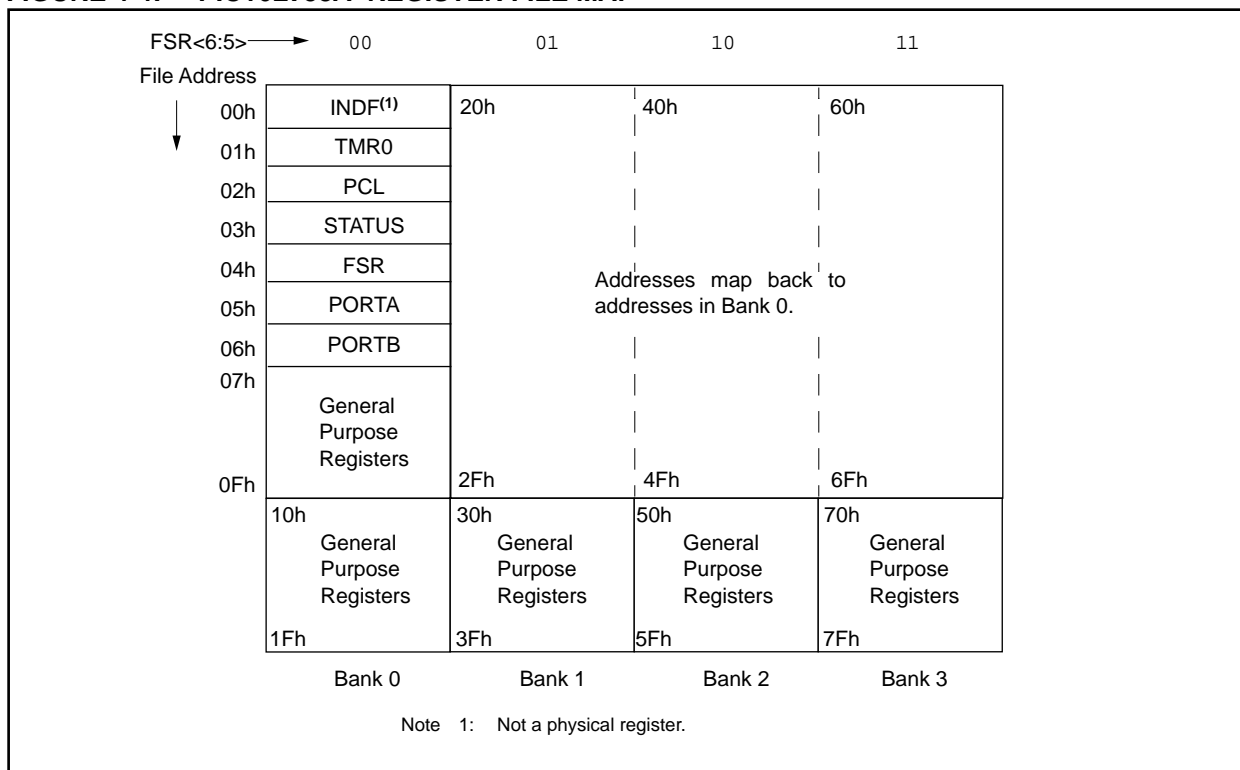 FSR<6:5> 00 01 10 11
File Address
00h INDF(1) 20h 40h 60h
01h TMR0
02h PCL
03h STATUS
04h FSR
Addresses map back to
05h PORTA
addresses in Bank 0.
06h PORTB
07h
General
Purpose
Registers
0Fh 2Fh 4Fh 6Fh
10h 30h 50h 70h
General General General General
Purpose Purpose Purpose Purpose
Registers Registers Registers Registers
1Fh 3Fh 5Fh 7Fh
Bank 0 Bank 1 Bank 2 Bank 3
Note 1: Not a physical register.